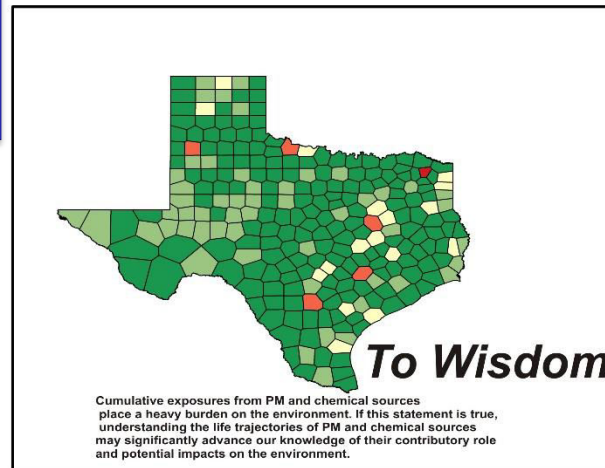 To Wisdom
Cumulative exposures from PM and chemical sources
place a heavy burden on the environment. If this statement is true,
understanding the life trajectories of PM and chemical sources
may significantly advance our knowledge of their contributory role
and potential impacts on the environment.